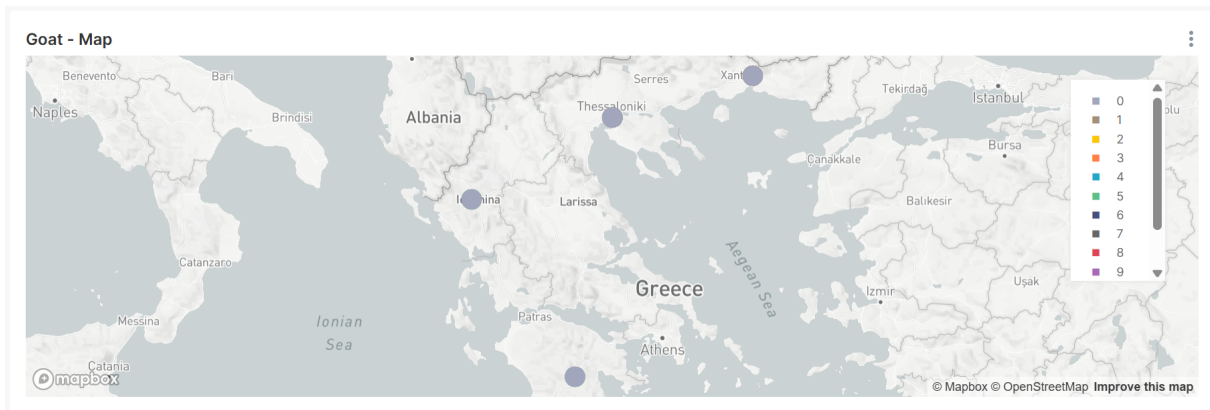 Goat - Map
Benevento
Bari
Naples
Brindisi
Albania
Serres
Thessaloniki
Tekirdağ
Istanbul
Bursa
Çanakkale
Larissa
Balıkesir
Catanzaro
Aegean Sea
Greece
Izmir
Uşak
Messina
Ionian
Sea
Patras
Athens
Catania
mapbox
0
1
2
3
4
5
6
7
8
9
© Mapbox © OpenStreetMap Improve this map